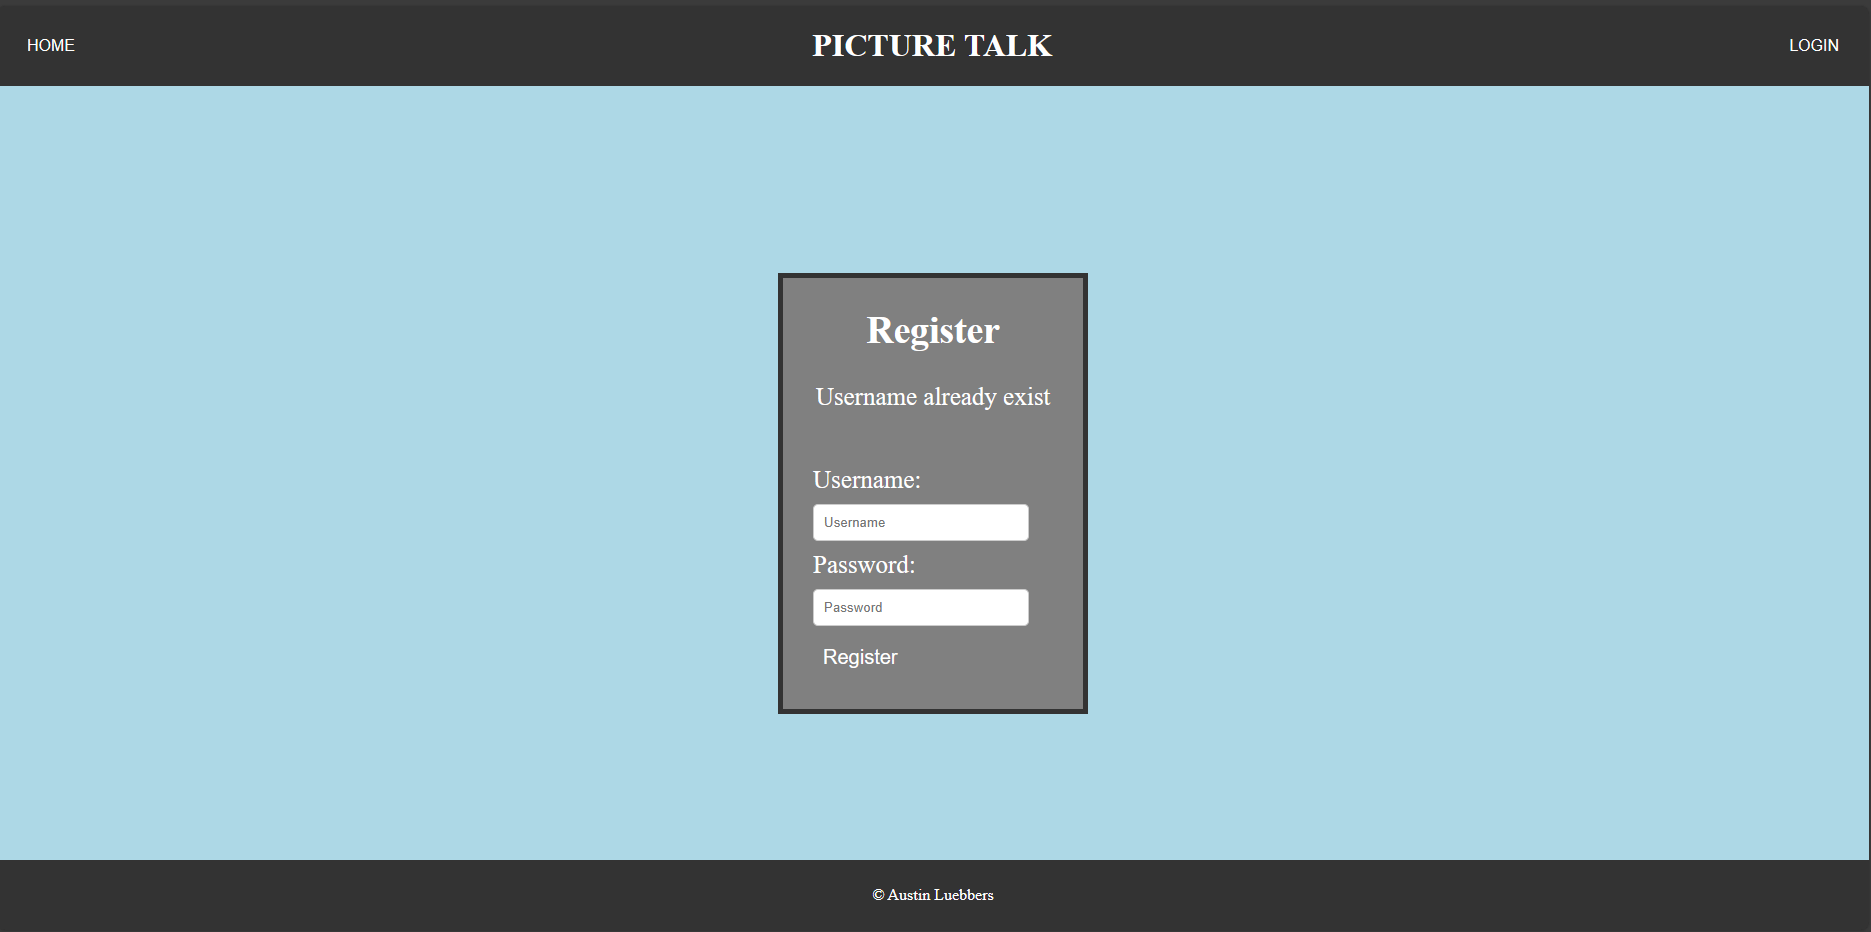 HOME
PICTURE TALK
LOGIN
Register
Username already exist
Username:
Username
Password:
Password
Register
© Austin Luebbers